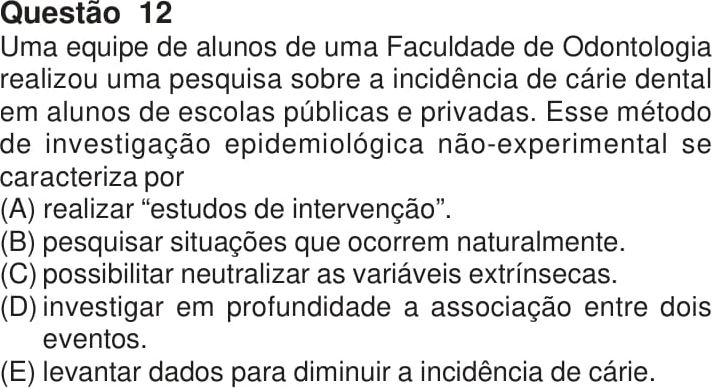 Questão 12
Uma equipe de alunos de uma Faculdade de Odontologia
realizou uma pesquisa sobre a incidência de cárie dental
em alunos de escolas públicas e privadas. Esse método
de investigação epidemiológica não-experimental se
caracteriza por
(A) realizar “estudos de intervenção”.
(B) pesquisar situações que ocorrem naturalmente.
(C) possibilitar neutralizar as variáveis extrínsecas.
(D) investigar em profundidade a associação entre dois
eventos.
(E) levantar dados para diminuir a incidência de cárie.